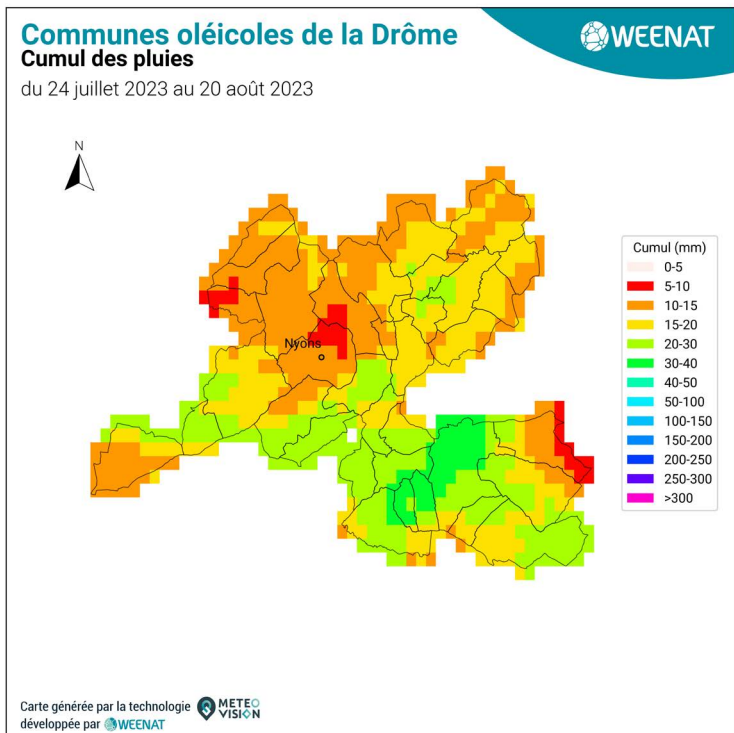 Communes oléicoles de la Drôme
Cumul des pluies
du 24 juillet 2023 au 20 août 2023
WEENAT
N
Nyons
Cumul (mm)
0-5
5-10
10-15
15-20
20-30
30-40
40-50
50-100
100-150
150-200
200-250
250-300
>300
Carte générée par la technologie METEO VISION
développée par WEENAT